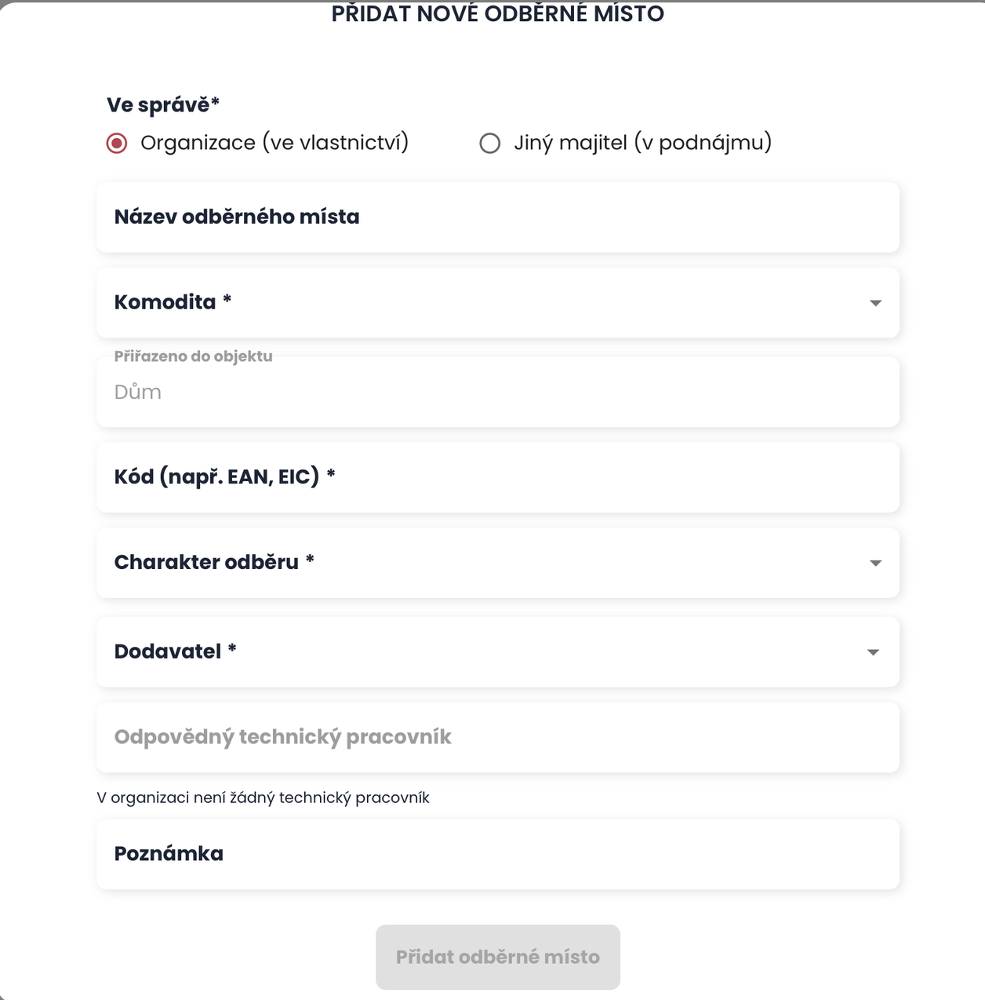 PŘIDAT NOVÉ ODBĚRNÉ MÍSTO
Ve správě*
Organizace (ve vlastnictví)
Jiný majitel (v podnájmu)
Název odběrného místa
Komodita *
Přiřazeno do objektu
Dům
Kód (např. EAN, EIC) *
Charakter odběru *
Dodavatel *
Odpovědný technický pracovník
V organizaci není žádný technický pracovník
Poznámka
Přidat odběrné místo